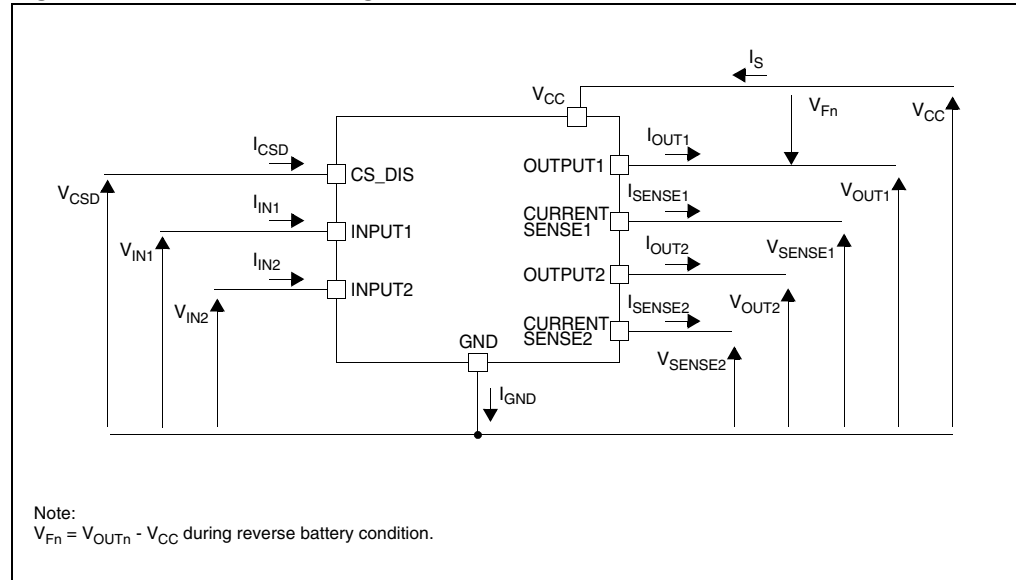 I_S
V_CC
V_Fn
V_CC
I_CSD
I_OUT1
OUTPUT1
CS_DIS
V_CSD
I_SENSE1
V_OUT1
I_IN1
CURRENT
SENSE1
INPUT1
V_IN1
I_OUT2
V_SENSE1
I_IN2
OUTPUT2
INPUT2
V_IN2
I_SENSE2
V_OUT2
CURRENT
SENSE2
GND
V_SENSE2
I_GND
Note:
V_Fn = V_OUTn - V_CC during reverse battery condition.